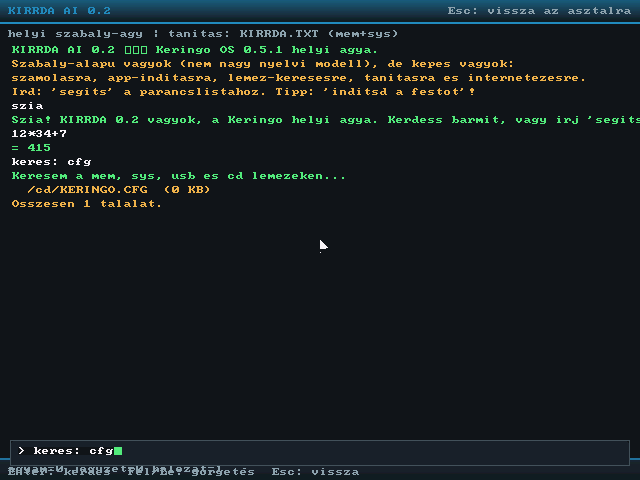 KIRRDA AI 0.2 Esc: vissza az asztalra
helyi szabaly-agy ¦ tanitas: KIRRDA.TXT (mem+sys)
KIRRDA AI 0.2 □□□ Keringo OS 0.5.1 helyi agya.
Szabaly-alapu vagyok (nem nagy nyelvi modell), de kepes vagyok:
szamolasra, app-inditasra, lemez-keresesre, tanitasra es internetezesre.
Ird: 'segits' a parancslistahoz. Tipp: 'inditsd a festot'!
szia
Szia! KIRRDA 0.2 vagyok, a Keringo helyi agya. Kerdess barmit, vagy irj 'segits
12*34+7
= 415
keres: cfg
Keresem a mem, sys, usb es cd lemezeken...
/cd/KERINGO.CFG (0 KB)
Osszesen 1 talalat.
> keres: cfg
Esc: vissza